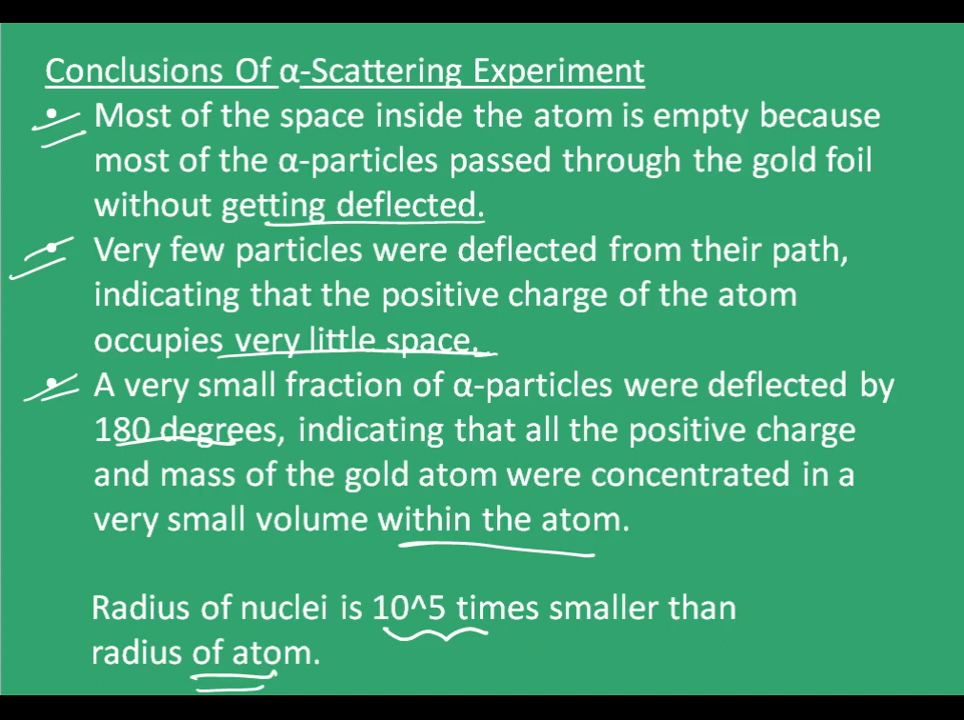 Conclusions Of α-Scattering Experiment
• Most of the space inside the atom is empty because
most of the α-particles passed through the gold foil
without getting deflected.
• Very few particles were deflected from their path,
indicating that the positive charge of the atom
occupies very little space.
• A very small fraction of α-particles were deflected by
180 degrees, indicating that all the positive charge
and mass of the gold atom were concentrated in a
very small volume within the atom.
Radius of nuclei is 10^5 times smaller than
radius of atom.